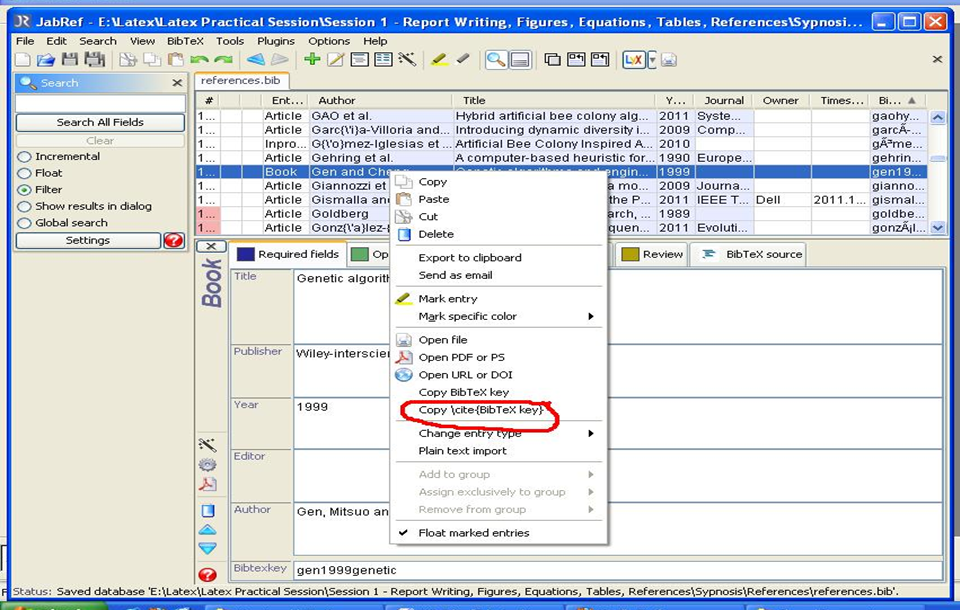 JabRef - E:\Latex\Latex Practical Session\Session 1 - Report Writing, Figures, Equations, Tables, References\Sypnosi...
File Edit Search View BibTeX Tools Plugins Options Help
Search
Search All Fields
Clear
Incremental
Float
Filter
Show results in dialog
Global search
Settings
references.bib
# Ent... Author Title Y... Journal Owner Times... Bi...
1... Article GAO et al. Hybrid artificial bee colony alg... 2011 Syste... gaohy...
1... Article Garc{\'i}a-Villoria and... Introducing dynamic diversity i... 2009 Comp... garcÃ-...
1... Inpro... G{\'o}mez-Iglesias et ... Artificial Bee Colony Inspired A... 2010 gÃ³me...
1... Article Gehring et al. A computer-based heuristic for... 1990 Europe... gehrin...
1... Book Gen and Cheng Genetic algorithms and engin... 1999 gen19...
1... Article Giannozzi et 2009 Journa... gianno...
1... Article Gismalla and the P... 2011 IEEE T... Dell 2011.1... gismal...
1... Article Goldberg 1989 goldbe...
1... Article Gonz{\'a}lez-{ 2011 Evoluti... gonzÃ¡l...
Book
Required fields
Op
Review
BibTeX source
Title Genetic algorith
Publisher Wiley-interscien
Year 1999
Editor
Author Gen, Mitsuo an
Bibtexkey gen1999genetic
Copy
Paste
Cut
Delete
Export to clipboard
Send as email
Mark entry
Mark specific color
Open file
Open PDF or PS
Open URL or DOI
Copy BibTeX key
Copy \cite{BibTeX key}
Change entry type
Plain text import
Add to group
Assign exclusively to group
Remove from group
Float marked entries
Status: Saved database 'E:\Latex\Latex Practical Session\Session 1 - Report Writing, Figures, Equations, Tables, References\Sypnosis\References\references.bib'.